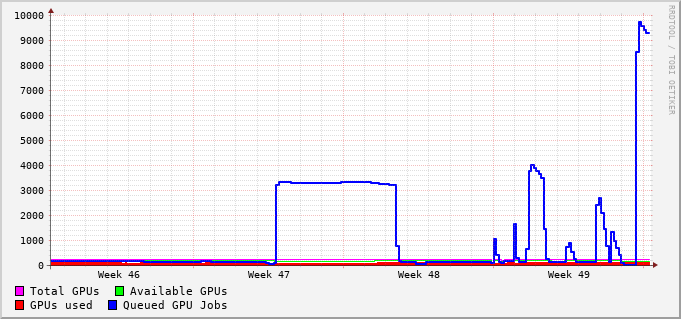 10000
9000
8000
7000
6000
5000
4000
3000
2000
1000
0
Week 46 Week 47 Week 48 Week 49
Total GPUs Available GPUs
GPUs used Queued GPU Jobs
RRDTOOL / TOBI OETIKER